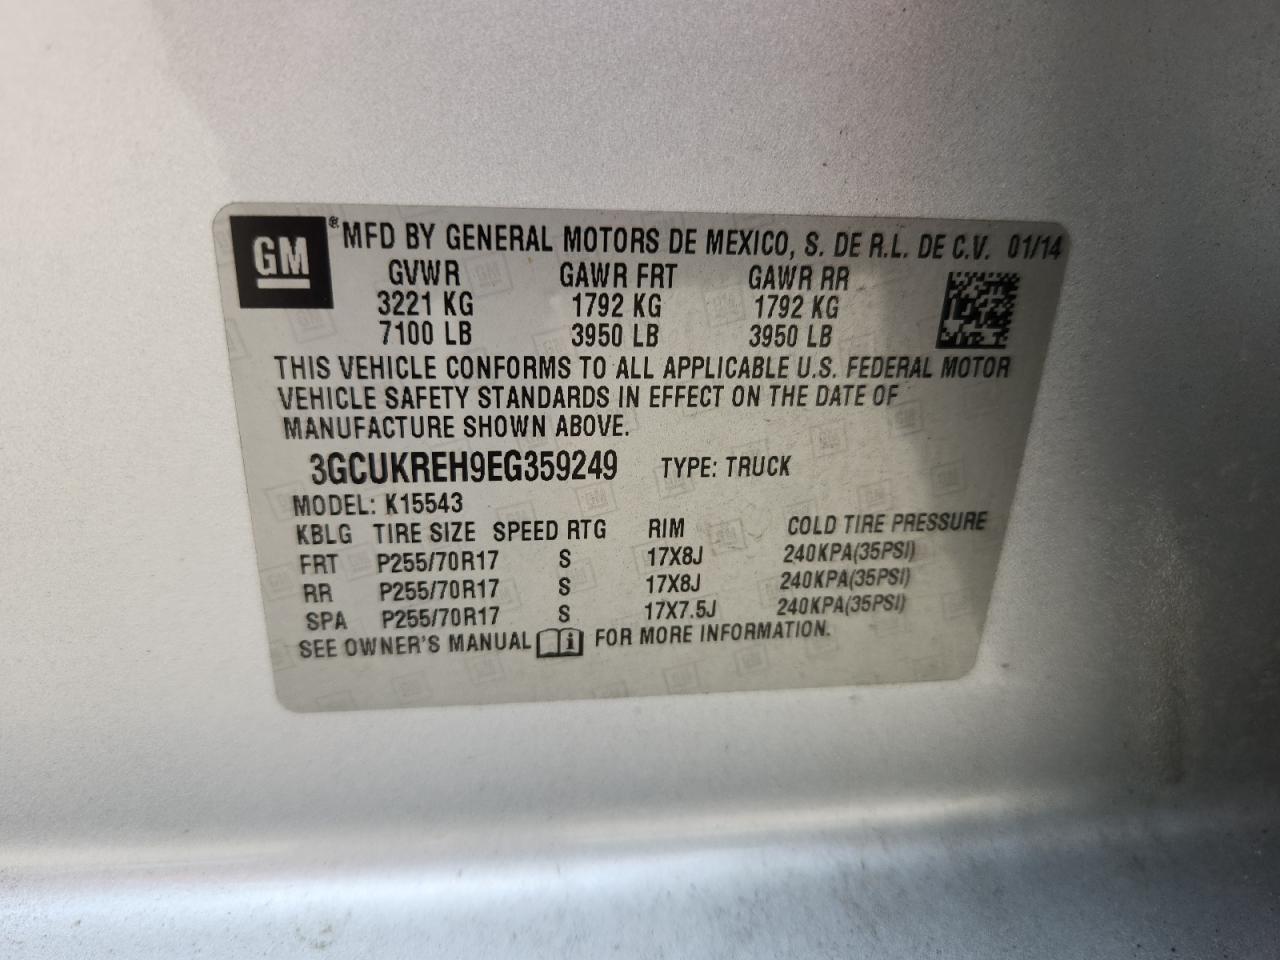 GM ® MFD BY GENERAL MOTORS DE MEXICO, S. DE R.L. DE C.V. 01/14
GVWR GAWR FRT GAWR RR
3221 KG 1792 KG 1792 KG
7100 LB 3950 LB 3950 LB
THIS VEHICLE CONFORMS TO ALL APPLICABLE U.S. FEDERAL MOTOR
VEHICLE SAFETY STANDARDS IN EFFECT ON THE DATE OF
MANUFACTURE SHOWN ABOVE.
3GCUKREH9EG359249 TYPE: TRUCK
MODEL: K15543
KBLG TIRE SIZE SPEED RTG RIM COLD TIRE PRESSURE
FRT P255/70R17 S 17X8J 240KPA(35PSI)
RR P255/70R17 S 17X8J 240KPA(35PSI)
SPA P255/70R17 S 17X7.5J 240KPA(35PSI)
SEE OWNER'S MANUAL i FOR MORE INFORMATION.